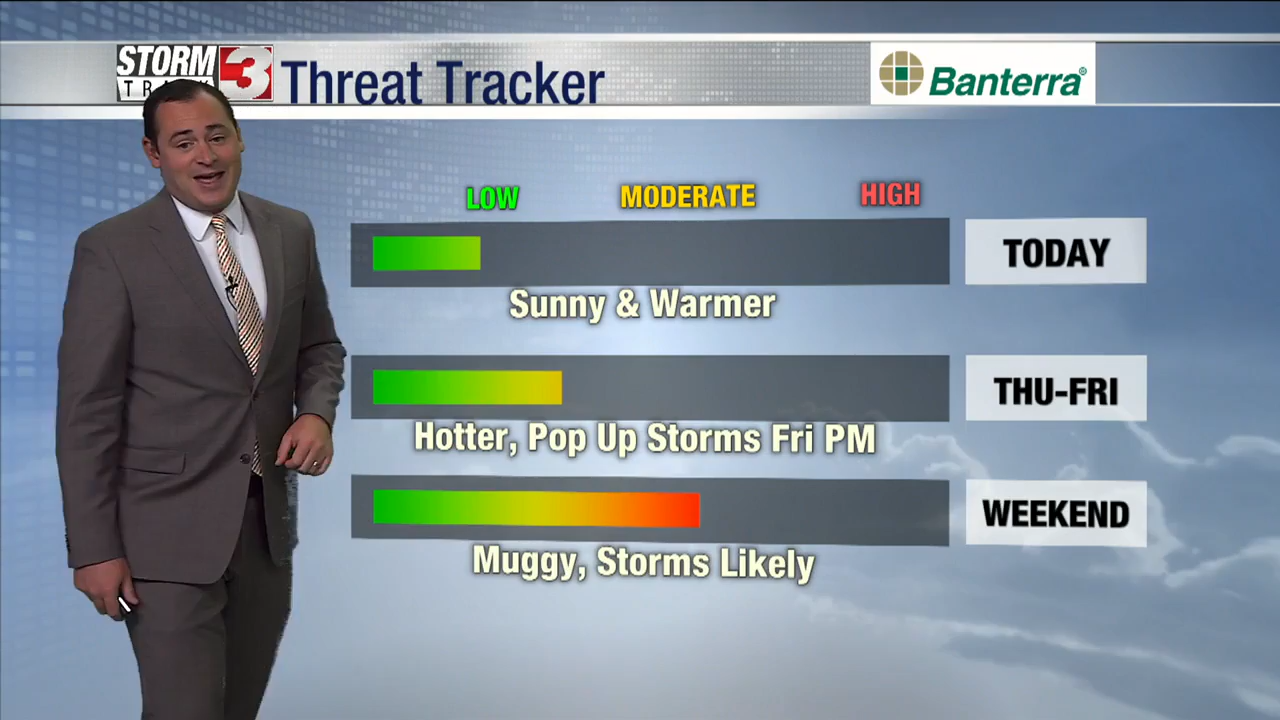 STORM
TR
3
Threat Tracker
Banterra®
LOW MODERATE HIGH
TODAY
Sunny & Warmer
THU-FRI
Hotter, Pop Up Storms Fri PM
WEEKEND
Muggy, Storms Likely